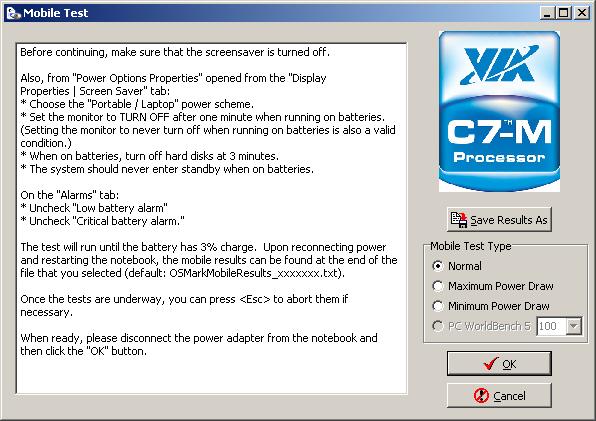 Mobile Test
Before continuing, make sure that the screensaver is turned off.
Also, from "Power Options Properties" opened from the "Display
Properties | Screen Saver" tab:
* Choose the "Portable / Laptop" power scheme.
* Set the monitor to TURN OFF after one minute when running on batteries.
(Setting the monitor to never turn off when running on batteries is also a valid
condition.)
* When on batteries, turn off hard disks at 3 minutes.
* The system should never enter standby when on batteries.
On the "Alarms" tab:
* Uncheck "Low battery alarm"
* Uncheck "Critical battery alarm."
The test will run until the battery has 3% charge.  Upon reconnecting power
and restarting the notebook, the mobile results can be found at the end of the
file that you selected (default: OSMarkMobileResults_xxxxxxx.txt).
Once the tests are underway, you can press <Esc> to abort them if
necessary.
When ready, please disconnect the power adapter from the notebook and
then click the "OK" button.
VIA
C7™-M
Processor
Save Results As
Mobile Test Type
Normal
Maximum Power Draw
Minimum Power Draw
PC WorldBench 5 100
OK
Cancel